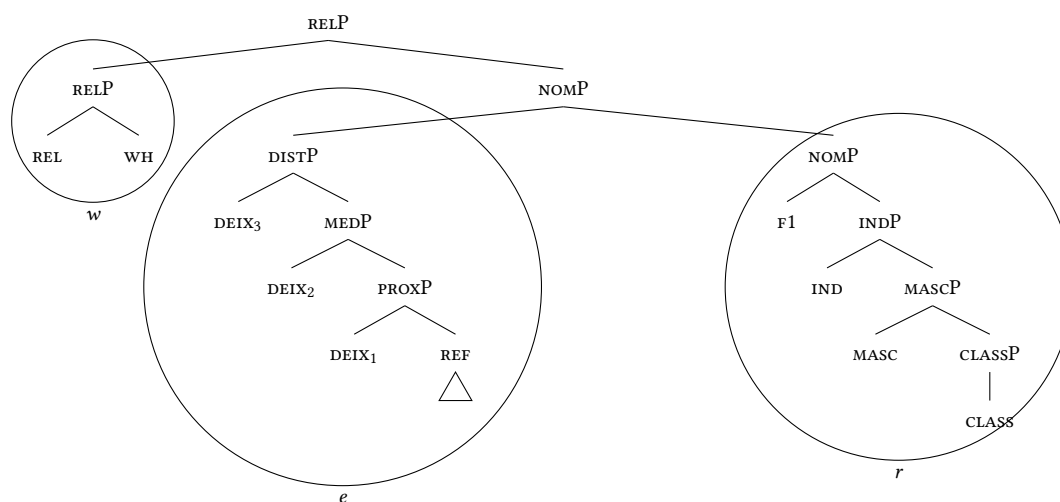 RELP
RELP NOMP
REL WH DISTP NOMP
w DEIX₃ MEDP F1 INDP
DEIX₂ PROXP IND MASCP
DEIX₁ REF MASC CLASSP
CLASS
e r